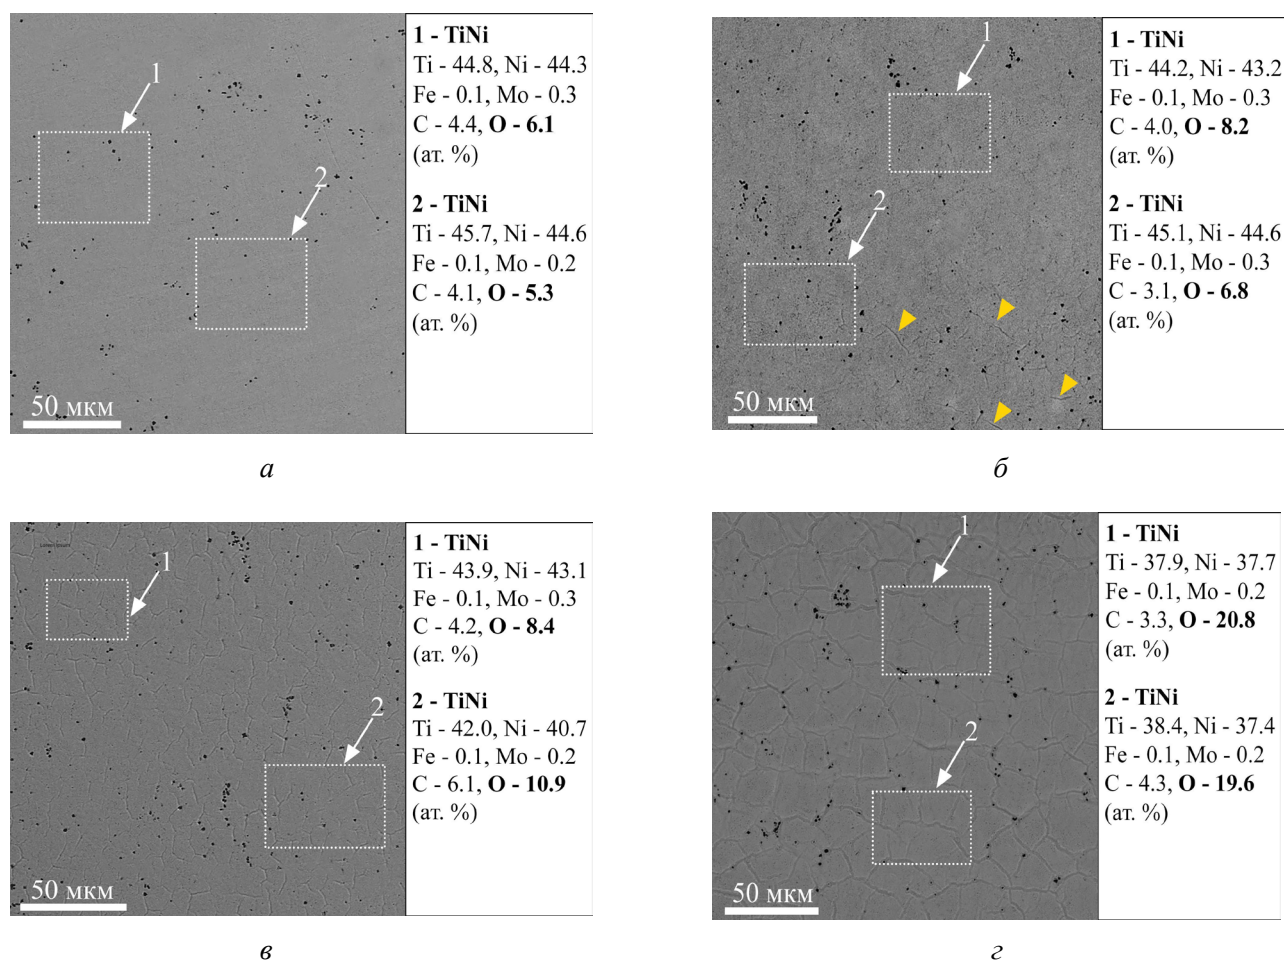 1
2
50 мкм
1 - TiNi
Ti - 44.8, Ni - 44.3
Fe - 0.1, Mo - 0.3
C - 4.4, O - 6.1
(ат. %)
2 - TiNi
Ti - 45.7, Ni - 44.6
Fe - 0.1, Mo - 0.2
C - 4.1, O - 5.3
(ат. %)
а
1
2
50 мкм
1 - TiNi
Ti - 44.2, Ni - 43.2
Fe - 0.1, Mo - 0.3
C - 4.0, O - 8.2
(ат. %)
2 - TiNi
Ti - 45.1, Ni - 44.6
Fe - 0.1, Mo - 0.3
C - 3.1, O - 6.8
(ат. %)
б
Lorem ipsum
1
2
50 мкм
1 - TiNi
Ti - 43.9, Ni - 43.1
Fe - 0.1, Mo - 0.3
C - 4.2, O - 8.4
(ат. %)
2 - TiNi
Ti - 42.0, Ni - 40.7
Fe - 0.1, Mo - 0.2
C - 6.1, O - 10.9
(ат. %)
в
1
2
50 мкм
1 - TiNi
Ti - 37.9, Ni - 37.7
Fe - 0.1, Mo - 0.2
C - 3.3, O - 20.8
(ат. %)
2 - TiNi
Ti - 38.4, Ni - 37.4
Fe - 0.1, Mo - 0.2
C - 4.3, O - 19.6
(ат. %)
г